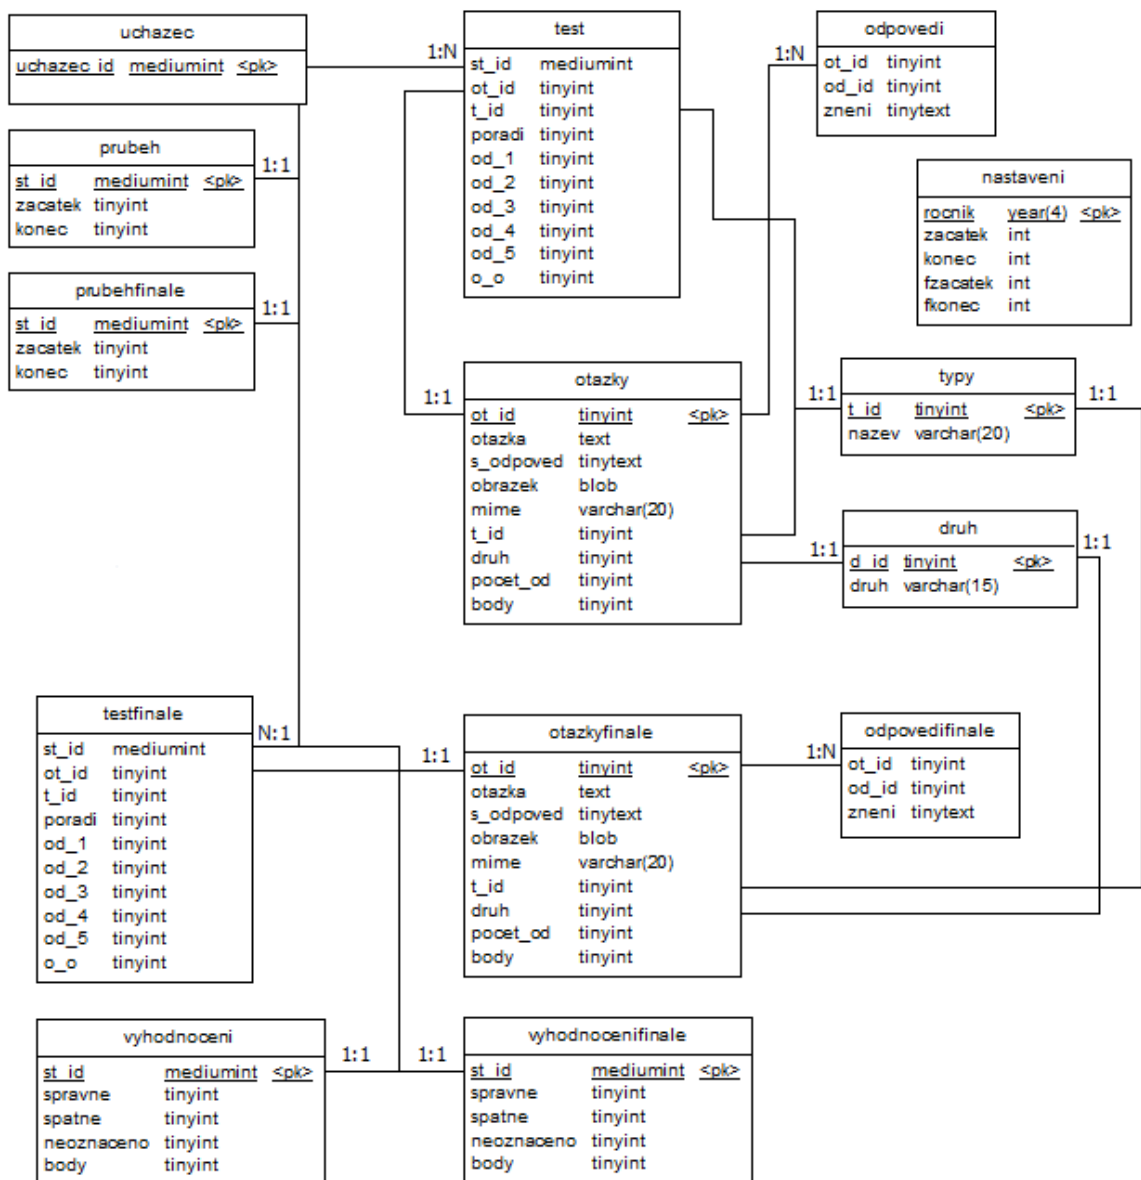 uchazec
uchazec_id mediumint <pk>
prubeh
st_id mediumint <pk>
zacatek tinyint
konec tinyint
1:1
prubehfinale
st_id mediumint <pk>
zacatek tinyint
konec tinyint
1:1
1:N
test
st_id mediumint
ot_id tinyint
t_id tinyint
poradi tinyint
od_1 tinyint
od_2 tinyint
od_3 tinyint
od_4 tinyint
od_5 tinyint
o_o tinyint
1:N
odpovedi
ot_id tinyint
od_id tinyint
zneni tinytext
nastaveni
rocnik year(4) <pk>
zacatek int
konec int
fzacatek int
fkonec int
1:1
otazky
ot_id tinyint <pk>
otazka text
s_odpoved tinytext
obrazek blob
mime varchar(20)
t_id tinyint
druh tinyint
pocet_od tinyint
body tinyint
1:1
typy
t_id tinyint <pk>
nazev varchar(20)
1:1
1:1
druh
d_id tinyint <pk>
druh varchar(15)
1:1
testfinale
st_id mediumint
ot_id tinyint
t_id tinyint
poradi tinyint
od_1 tinyint
od_2 tinyint
od_3 tinyint
od_4 tinyint
od_5 tinyint
o_o tinyint
N:1
1:1
otazkyfinale
ot_id tinyint <pk>
otazka text
s_odpoved tinytext
obrazek blob
mime varchar(20)
t_id tinyint
druh tinyint
pocet_od tinyint
body tinyint
1:N
odpovedifinale
ot_id tinyint
od_id tinyint
zneni tinytext
vyhodnoceni
st_id mediumint <pk>
spravne tinyint
spatne tinyint
neoznaceno tinyint
body tinyint
1:1
1:1
vyhodnocenifinale
st_id mediumint <pk>
spravne tinyint
spatne tinyint
neoznaceno tinyint
body tinyint